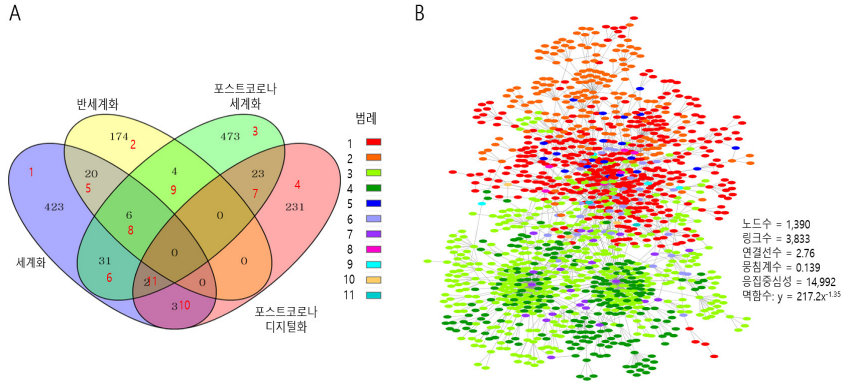 A
B
반세계화
포스트코로나
세계화
174
2
473
3
범례
1
20
5
4
9
23
7
4
231
423
6
8
0
세계화
31
6
0
0
2
11
0
3
10
포스트코로나
디지털화
1
2
3
4
5
6
7
8
9
10
11
노드수 = 1,390
링크수 = 3,833
연결선수 = 2.76
뭉침계수 = 0.139
응집중심성 = 14,992
멱함수: y = 217.2x-1.35